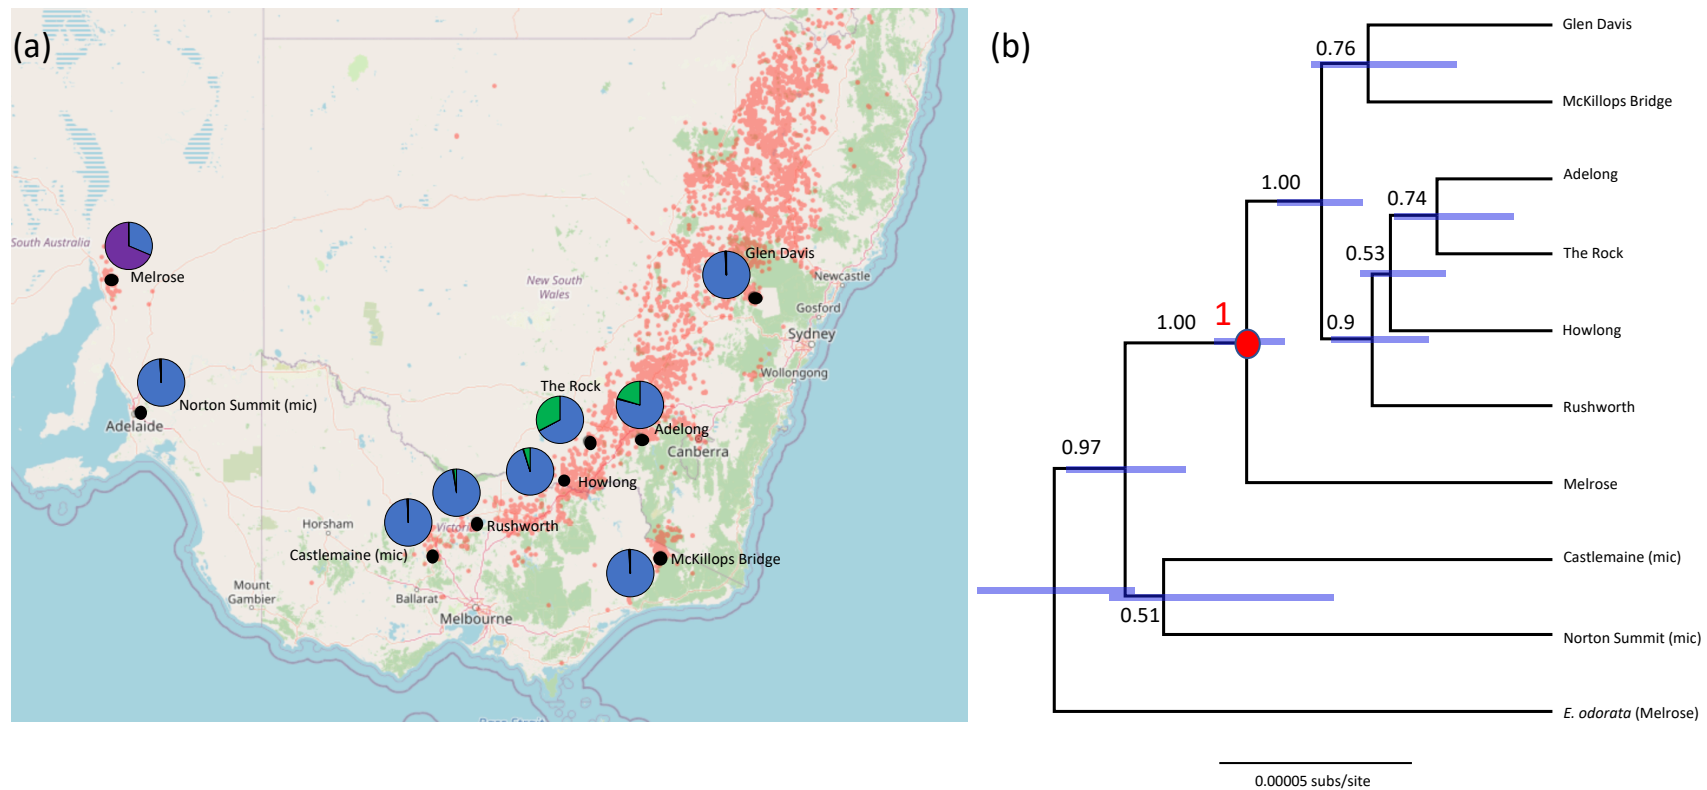 (a)
South Australia
Melrose
Norton Summit (mic)
Adelaide
New South
Wales
Glen Davis
Newcastle
Gosford
Sydney
Wollongong
The Rock
Adelong
Canberra
Howlong
Horsham
Rushworth
Castlemaine (mic)
McKillops Bridge
Mount
Gambier
Ballarat
Melbourne
(b)
0.76
Glen Davis
McKillops Bridge
1.00
0.74
Adelong
0.53
The Rock
1.00
1
0.9
Howlong
Rushworth
0.97
Melrose
Castlemaine (mic)
0.51
Norton Summit (mic)
E. odorata (Melrose)
0.00005 subs/site